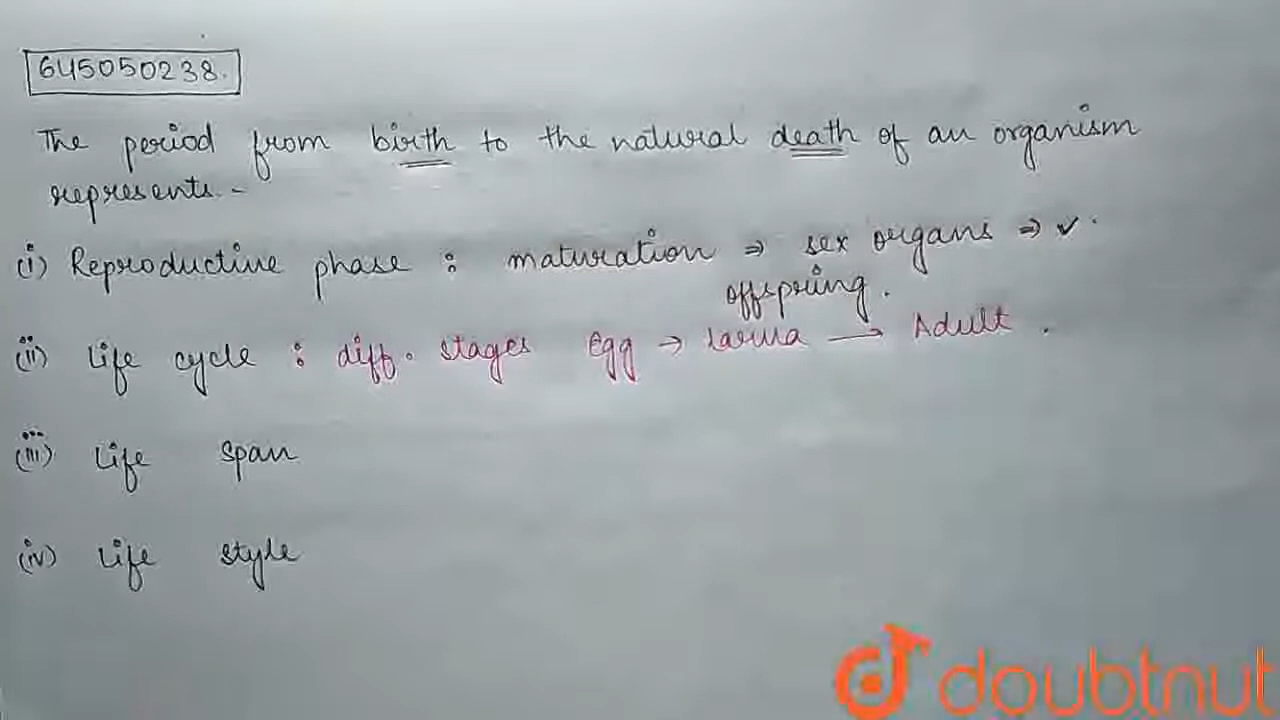 645050238.
The period from birth to the natural death of an organism
represents. -
(i) Reproductive phase : maturation ⇒ sex organs ⇒ ✓.
offspring.
(ii) Life cycle : diff. stages Egg → Larva → Adult .
(iii) Life span
(iv) Life style
doubtnut